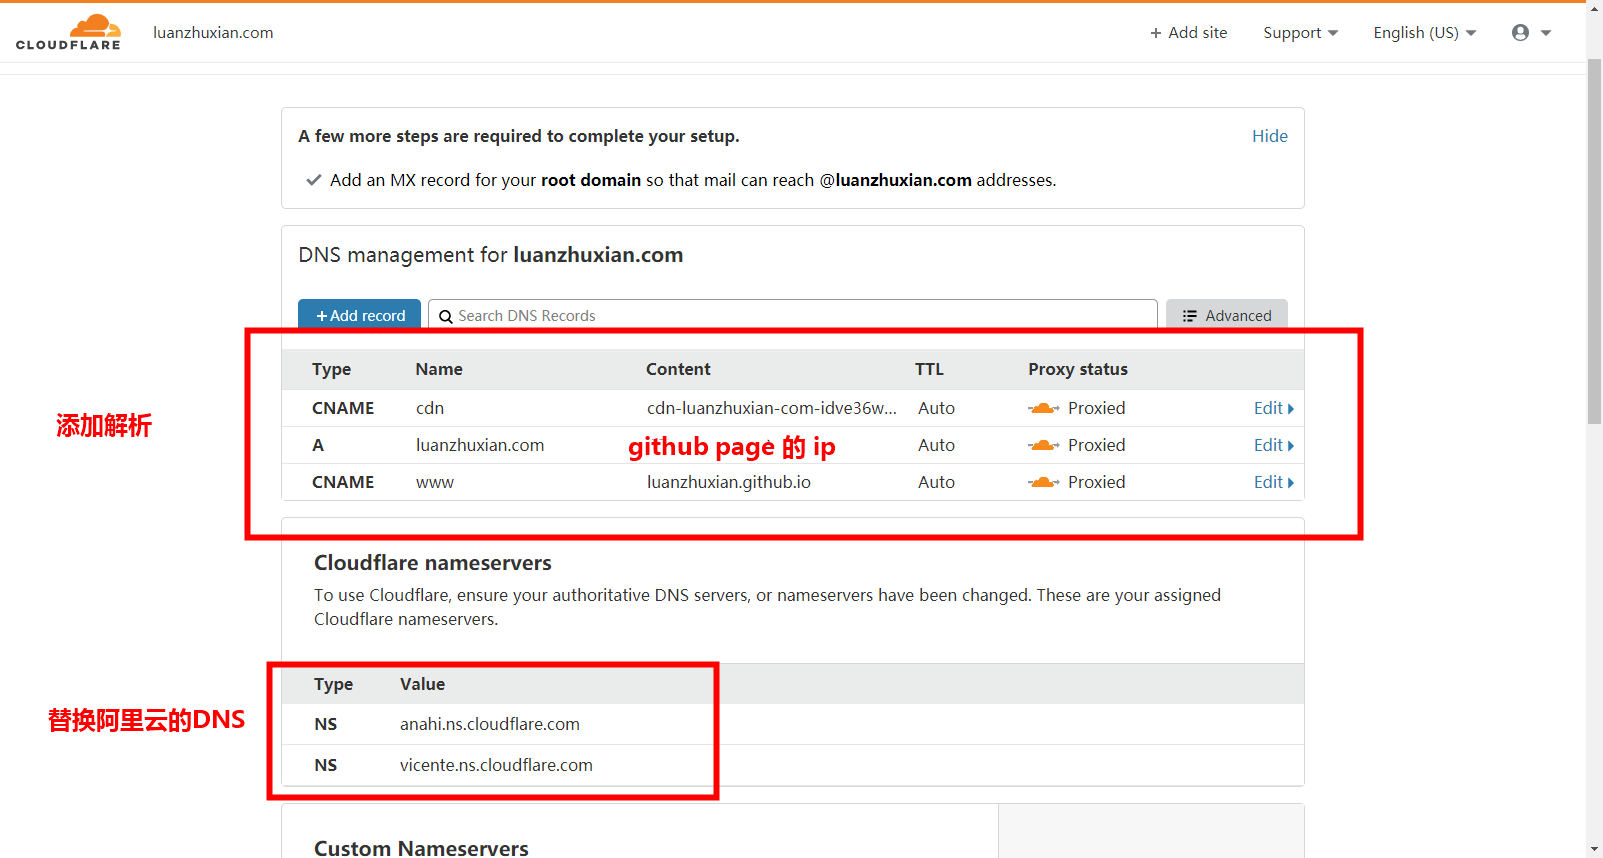 CLOUDFLARE
luanzhuxian.com
+ Add site
Support
English (US)
A few more steps are required to complete your setup.
Hide
Add an MX record for your root domain so that mail can reach @luanzhuxian.com addresses.
DNS management for luanzhuxian.com
+Add record
Search DNS Records
Advanced
Type Name Content TTL Proxy status
CNAME cdn cdn-luanzhuxian-com-idve36w... Auto Proxied Edit
添加解析
A luanzhuxian.com github page 的 ip Auto Proxied Edit
CNAME www luanzhuxian.github.io Auto Proxied Edit
Cloudflare nameservers
To use Cloudflare, ensure your authoritative DNS servers, or nameservers have been changed. These are your assigned
Cloudflare nameservers.
Type Value
替换阿里云的DNS
NS anahi.ns.cloudflare.com
NS vicente.ns.cloudflare.com
Custom Nameservers